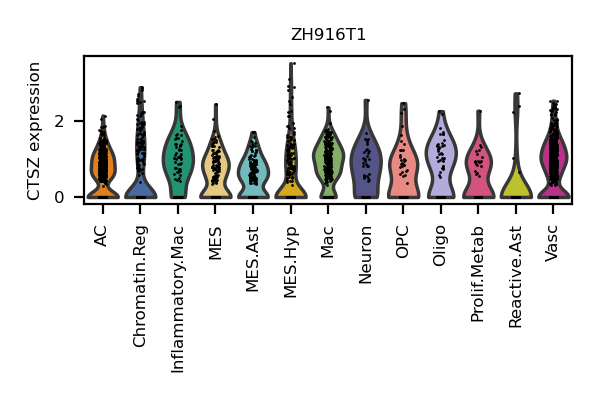 ZH916T1
CTSZ expression
2
0
AC
Chromatin.Reg
Inflammatory.Mac
MES
MES.Ast
MES.Hyp
Mac
Neuron
OPC
Oligo
Prolif.Metab
Reactive.Ast
Vasc